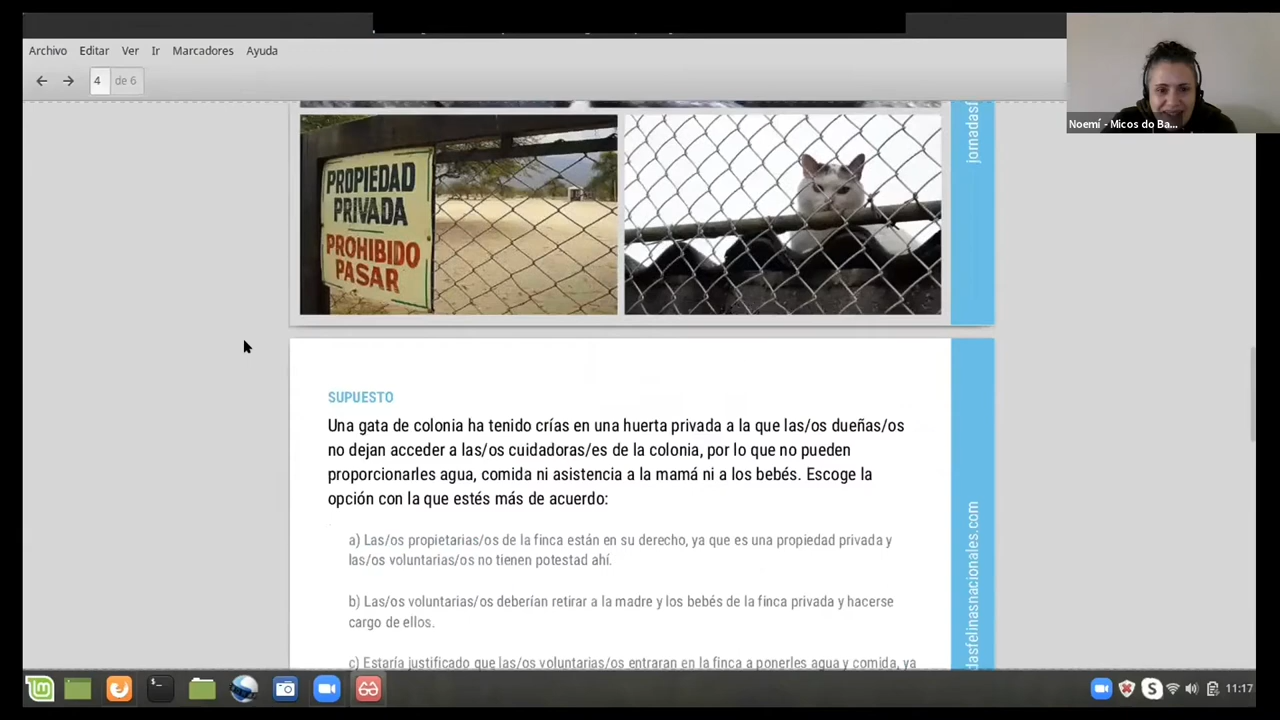 Archivo Editar Ver Ir Marcadores Ayuda
4 de 6
Noemí - Micos do Ba...
PROPIEDAD
PRIVADA
PROHIBIDO
PASAR
SUPUESTO
Una gata de colonia ha tenido crías en una huerta privada a la que las/os dueñas/os
no dejan acceder a las/os cuidadoras/es de la colonia, por lo que no pueden
proporcionarles agua, comida ni asistencia a la mamá ni a los bebés. Escoge la
opción con la que estés más de acuerdo:
a) Las/os propietarias/os de la finca están en su derecho, ya que es una propiedad privada y
las/os voluntarias/os no tienen potestad ahí.
b) Las/os voluntarias/os deberían retirar a la madre y los bebés de la finca privada y hacerse
cargo de ellos.
c) Estaría justificado que las/os voluntarias/os entraran en la finca a ponerles agua y comida, ya
jornadasf
dasfelinasnacionales.com
11:17